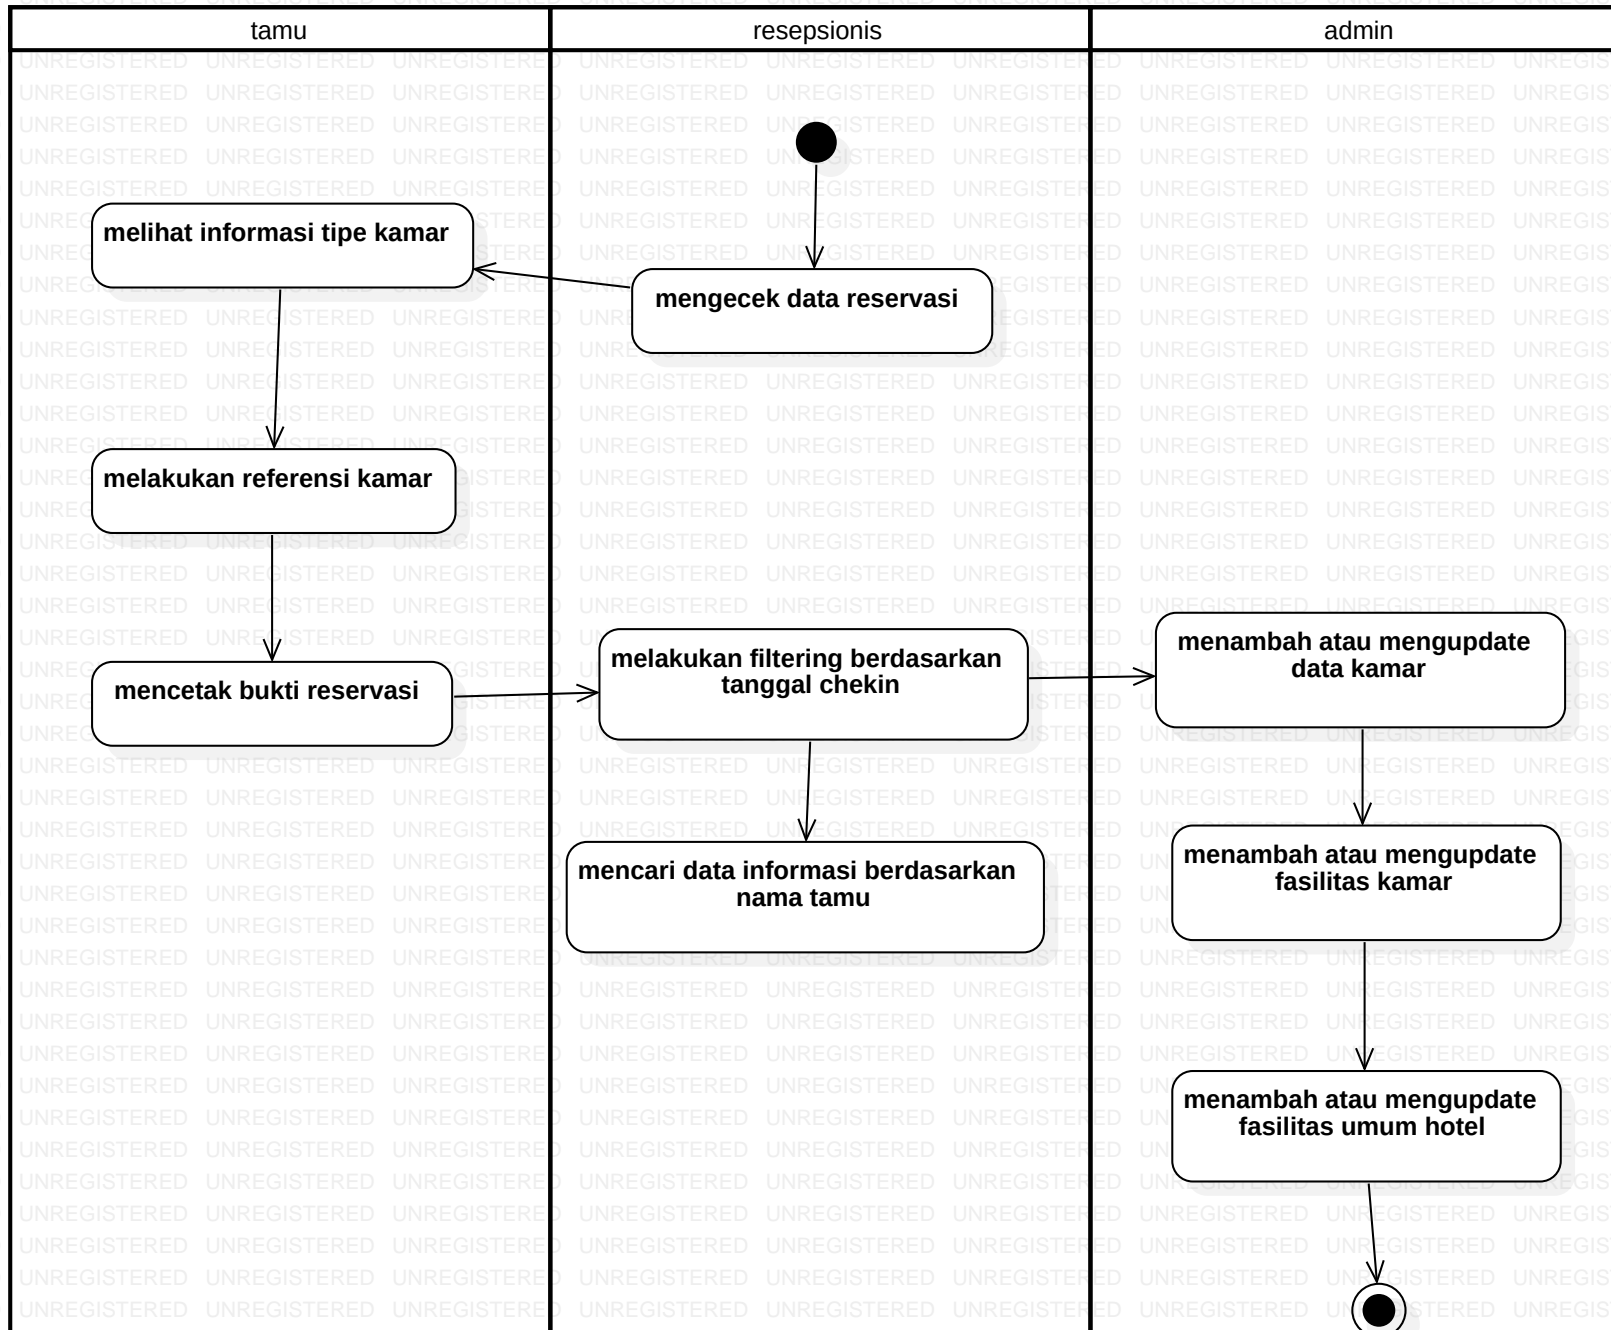 tamu
resepsionis
admin
melihat informasi tipe kamar
mengecek data reservasi
melakukan referensi kamar
mencetak bukti reservasi
melakukan filtering berdasarkan
tanggal chekin
menambah atau mengupdate
data kamar
mencari data informasi berdasarkan
nama tamu
menambah atau mengupdate
fasilitas kamar
menambah atau mengupdate
fasilitas umum hotel
UNREGISTERED